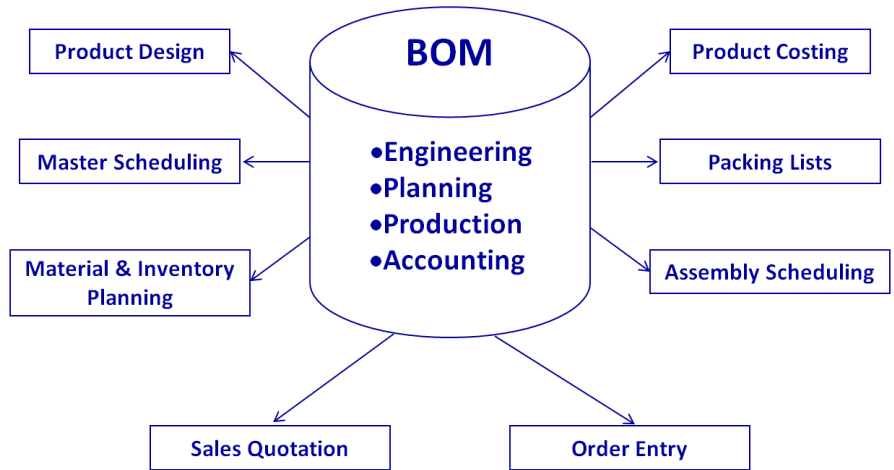 BOM
•Engineering
•Planning
•Production
•Accounting
Product Design
Master Scheduling
Material & Inventory
Planning
Product Costing
Packing Lists
Assembly Scheduling
Sales Quotation
Order Entry